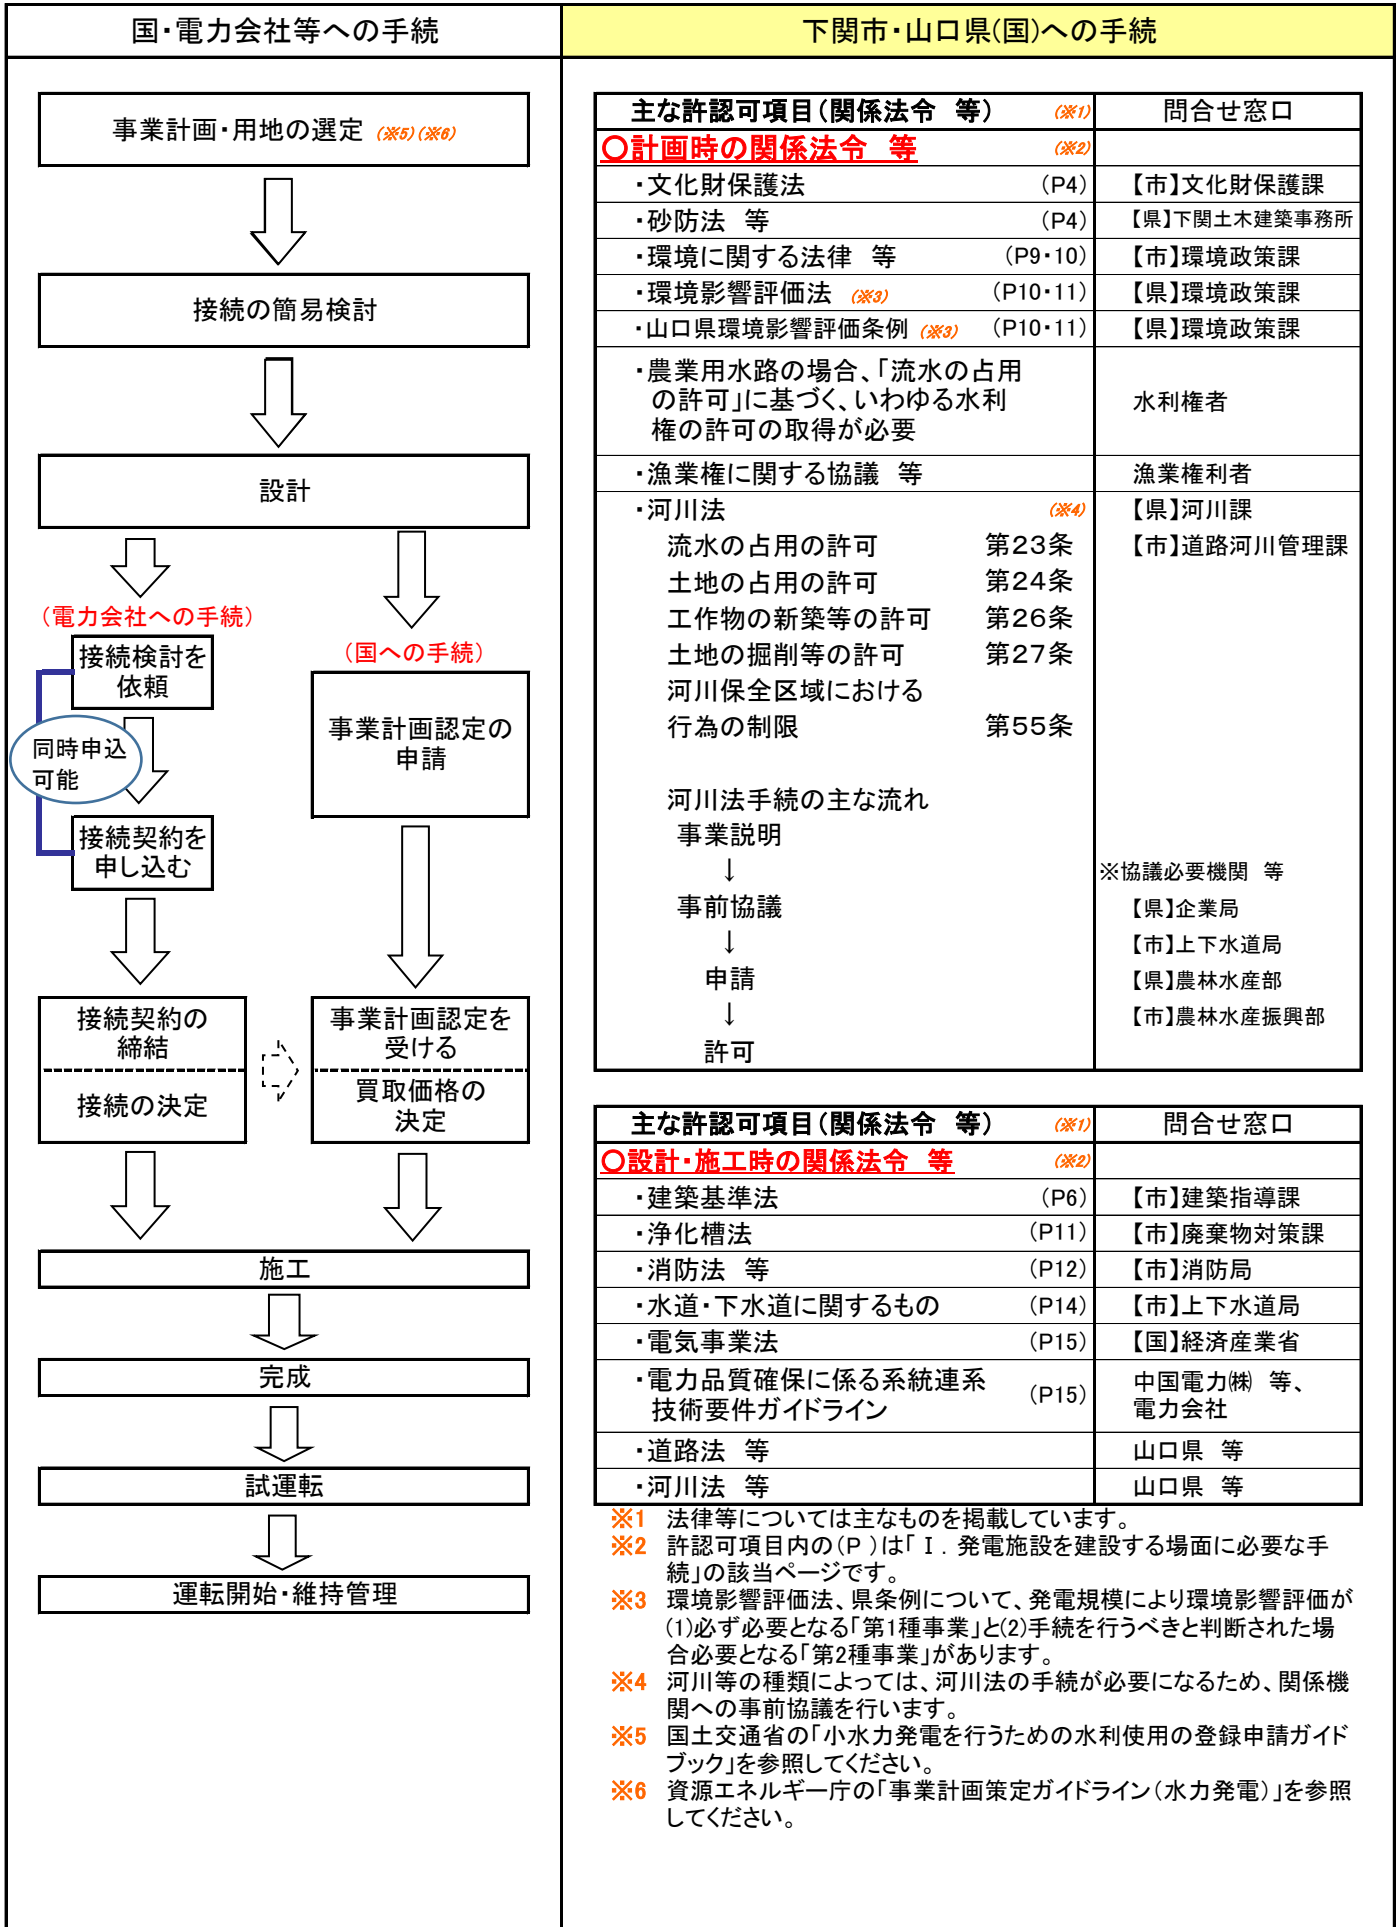 国・電力会社等への手続
事業計画・用地の選定 (※5)(※6)
接続の簡易検討
設計
(電力会社への手続)
接続検討を
依頼
同時申込
可能
接続契約を
申し込む
接続契約の
締結
接続の決定
(国への手続)
事業計画認定の
申請
事業計画認定を
受ける
買取価格の
決定
施工
完成
試運転
運転開始・維持管理
下関市・山口県(国)への手続
主な許認可項目(関係法令 等) (※1) 問合せ窓口
〇計画時の関係法令 等 (※2)
・文化財保護法 (P4) 【市】文化財保護課
・砂防法 等 (P4) 【県】下関土木建築事務所
・環境に関する法律 等 (P9・10) 【市】環境政策課
・環境影響評価法 (※3) (P10・11) 【県】環境政策課
・山口県環境影響評価条例 (※3) (P10・11) 【県】環境政策課
・農業用水路の場合、「流水の占用
の許可」に基づく、いわゆる水利
権の許可の取得が必要
水利権者
・漁業権に関する協議 等 漁業権利者
・河川法 (※4) 【県】河川課
流水の占用の許可 第23条 【市】道路河川管理課
土地の占用の許可 第24条
工作物の新築等の許可 第26条
土地の掘削等の許可 第27条
河川保全区域における
行為の制限 第55条
河川法手続の主な流れ
事業説明
↓ ※協議必要機関 等
事前協議 【県】企業局
↓ 【市】上下水道局
申請 【県】農林水産部
↓ 【市】農林水産振興部
許可
主な許認可項目(関係法令 等) (※1) 問合せ窓口
〇設計・施工時の関係法令 等 (※2)
・建築基準法 (P6) 【市】建築指導課
・浄化槽法 (P11) 【市】廃棄物対策課
・消防法 等 (P12) 【市】消防局
・水道・下水道に関するもの (P14) 【市】上下水道局
・電気事業法 (P15) 【国】経済産業省
・電力品質確保に係る系統連系
技術要件ガイドライン (P15)
中国電力㈱ 等、
電力会社
・道路法 等 山口県 等
・河川法 等 山口県 等
※1 法律等については主なものを掲載しています。
※2 許認可項目内の(P )は「Ⅰ.発電施設を建設する場面に必要な手
続」の該当ページです。
※3 環境影響評価法、県条例について、発電規模により環境影響評価が
(1)必ず必要となる「第1種事業」と(2)手続を行うべきと判断された場
合必要となる「第2種事業」があります。
※4 河川等の種類によっては、河川法の手続が必要になるため、関係機
関への事前協議を行います。
※5 国土交通省の「小水力発電を行うための水利使用の登録申請ガイド
ブック」を参照してください。
※6 資源エネルギー庁の「事業計画策定ガイドライン(水力発電)」を参照
してください。